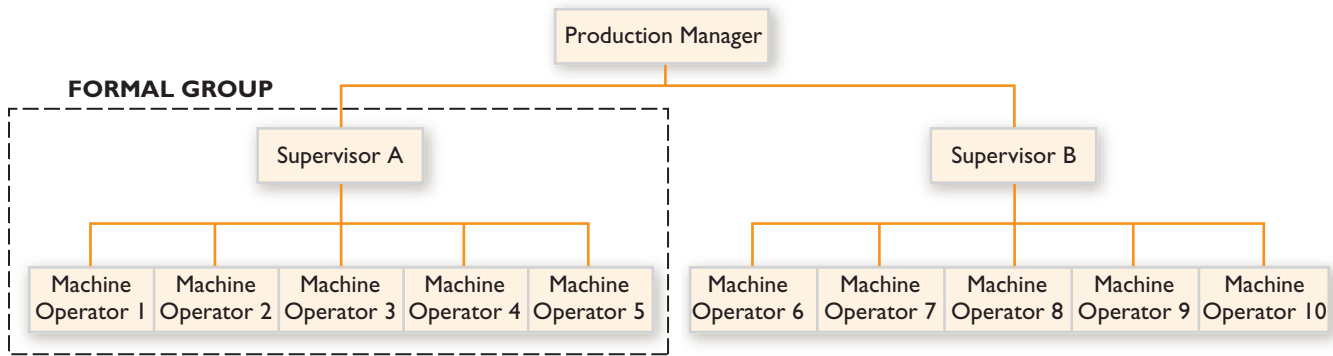 Production Manager
FORMAL GROUP
Supervisor A
Supervisor B
Machine
Operator 1
Machine
Operator 2
Machine
Operator 3
Machine
Operator 4
Machine
Operator 5
Machine
Operator 6
Machine
Operator 7
Machine
Operator 8
Machine
Operator 9
Machine
Operator 10